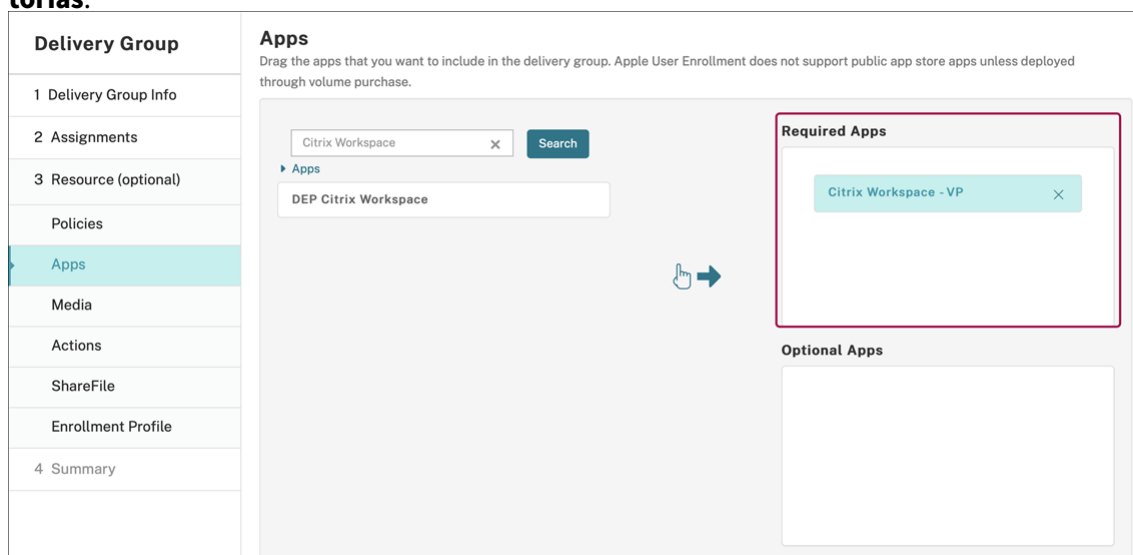 torias.
Delivery Group
1 Delivery Group Info
2 Assignments
3 Resource (optional)
Policies
Apps
Media
Actions
ShareFile
Enrollment Profile
4 Summary
Apps
Drag the apps that you want to include in the delivery group. Apple User Enrollment does not support public app store apps unless deployed
through volume purchase.
Citrix Workspace
Search
Apps
DEP Citrix Workspace
Required Apps
Citrix Workspace - VP
Optional Apps